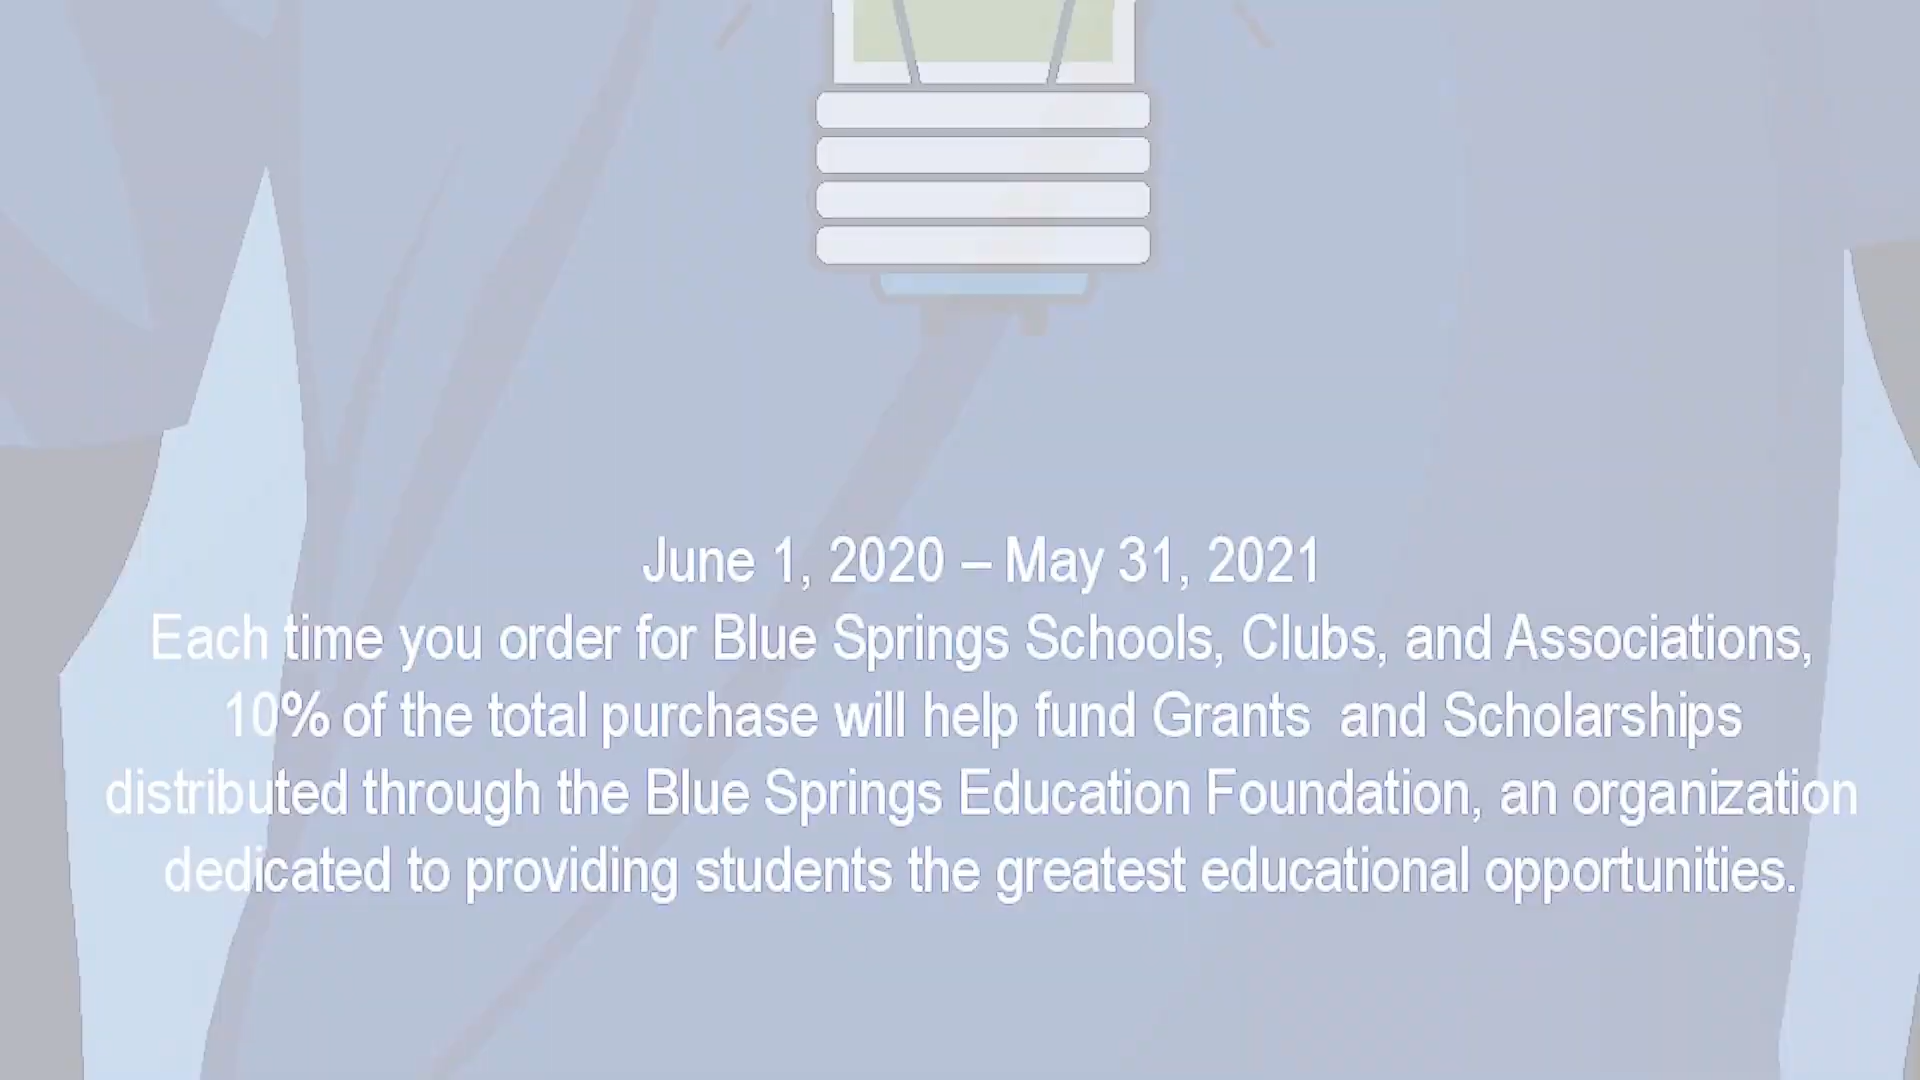 June 1, 2020 – May 31, 2021
Each time you order for Blue Springs Schools, Clubs, and Associations,
10% of the total purchase will help fund Grants  and Scholarships
distributed through the Blue Springs Education Foundation, an organization
dedicated to providing students the greatest educational opportunities.